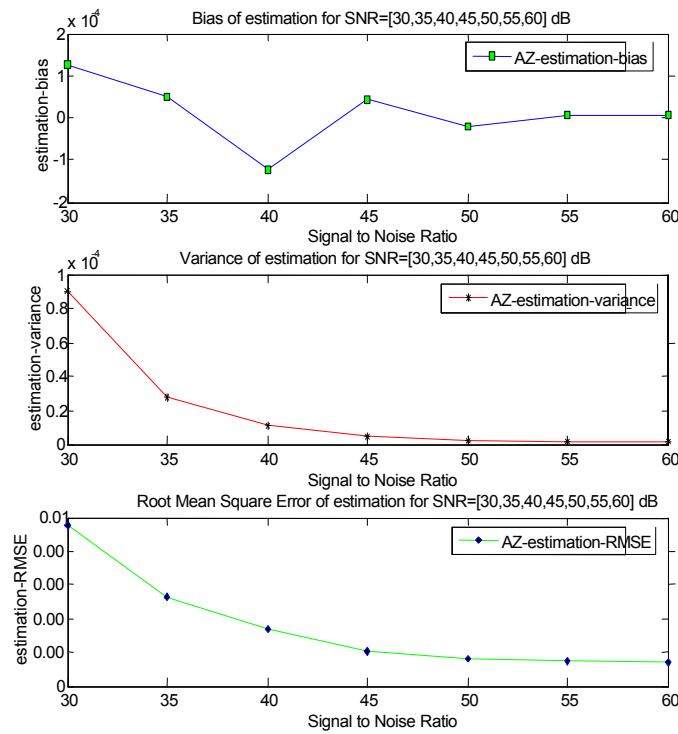 Bias of estimation for SNR=[30,35,40,45,50,55,60] dB
x 10^4
2
1
0
-1
-2
estimation-bias
AZ-estimation-bias
30 35 40 45 50 55 60
Signal to Noise Ratio
Variance of estimation for SNR=[30,35,40,45,50,55,60] dB
x 10^4
1
0.8
0.6
0.4
0.2
0
estimation-variance
AZ-estimation-variance
30 35 40 45 50 55 60
Signal to Noise Ratio
Root Mean Square Error of estimation for SNR=[30,35,40,45,50,55,60] dB
0.01
0.00
0.00
0.00
0.00
0
estimation-RMSE
AZ-estimation-RMSE
30 35 40 45 50 55 60
Signal to Noise Ratio